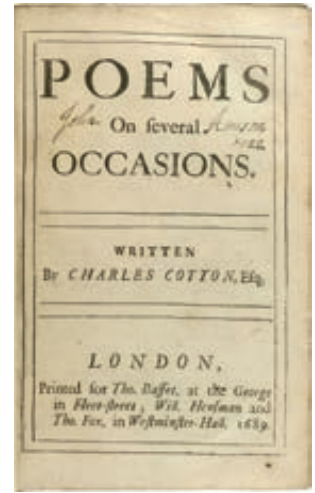 POEMS
John On ſeveral
OCCASIONS.
WRITTEN
By CHARLES COTTON, Eſq;
LONDON,
Printed for Tho. Baſſet, at the George
in Fleet-ſtreet; Will. Henſman and
Tho. Fox, in Weſtminſter-Hall. 1689.